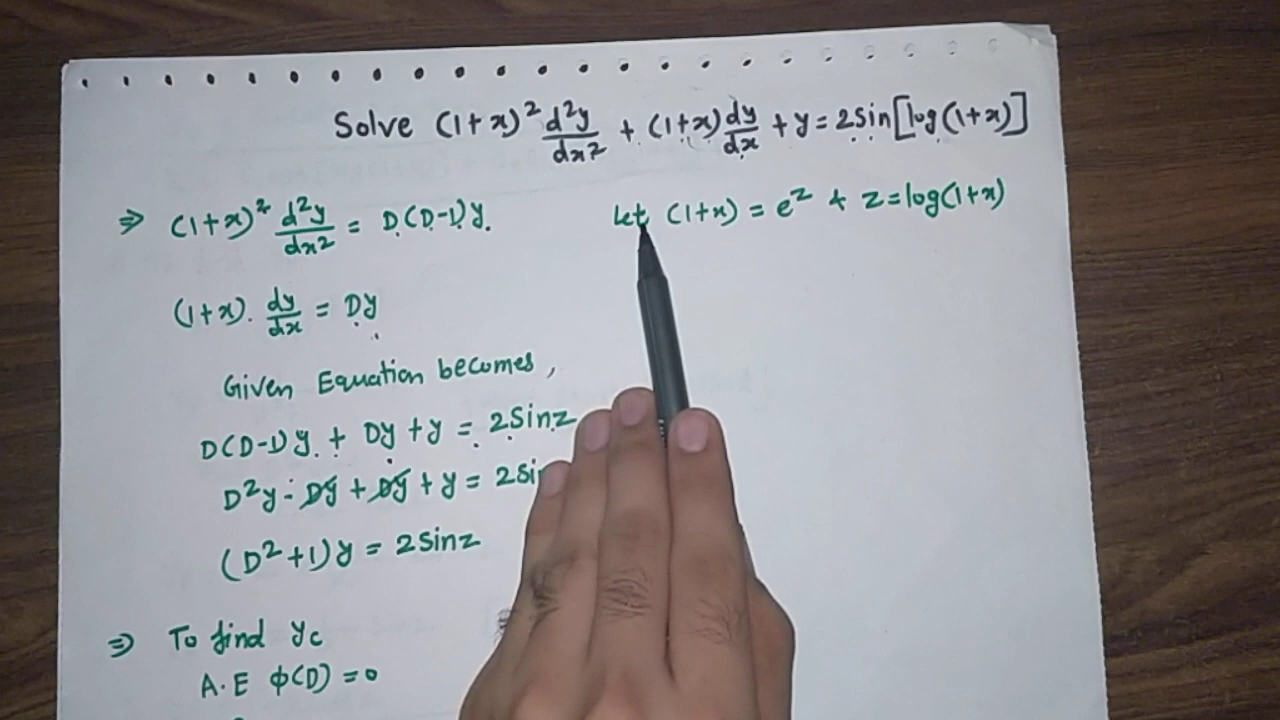 Solve (1+x)² d²y/dx² + (1+x) dy/dx + y = 2sin[log(1+x)]
⇒ (1+x)² d²y/dx² = D(D-1)y.
Let (1+x) = e^z & z = log(1+x)
(1+x). dy/dx = Dy
Given Equation becomes,
D(D-1)y + Dy + y = 2Sinz
D²y - Dy + Dy + y = 2Si
(D²+1)y = 2Sinz
⇒ To find yc
A.E φ(D) = 0